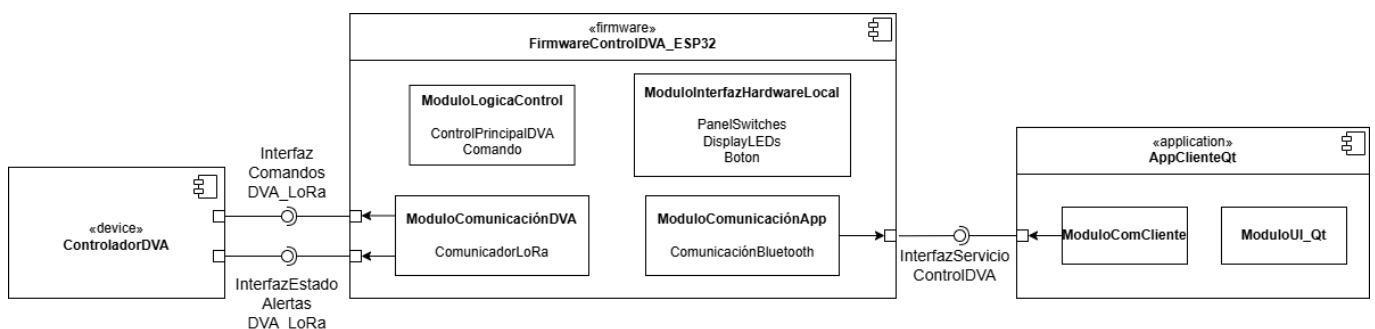 «firmware»
FirmwareControlDVA_ESP32
ModuloLogicaControl
ControlPrincipalDVA
Comando
ModuloInterfazHardwareLocal
PanelSwitches
DisplayLEDs
Boton
«application»
AppClienteQt
Interfaz
Comandos
DVA_LoRa
«device»
ControladorDVA
ModuloComunicaciónDVA
ComunicadorLoRa
ModuloComunicaciónApp
ComunicaciónBluetooth
InterfazServicio
ControlDVA
ModuloComCliente
ModuloUI_Qt
InterfazEstado
Alertas
DVA_LoRa